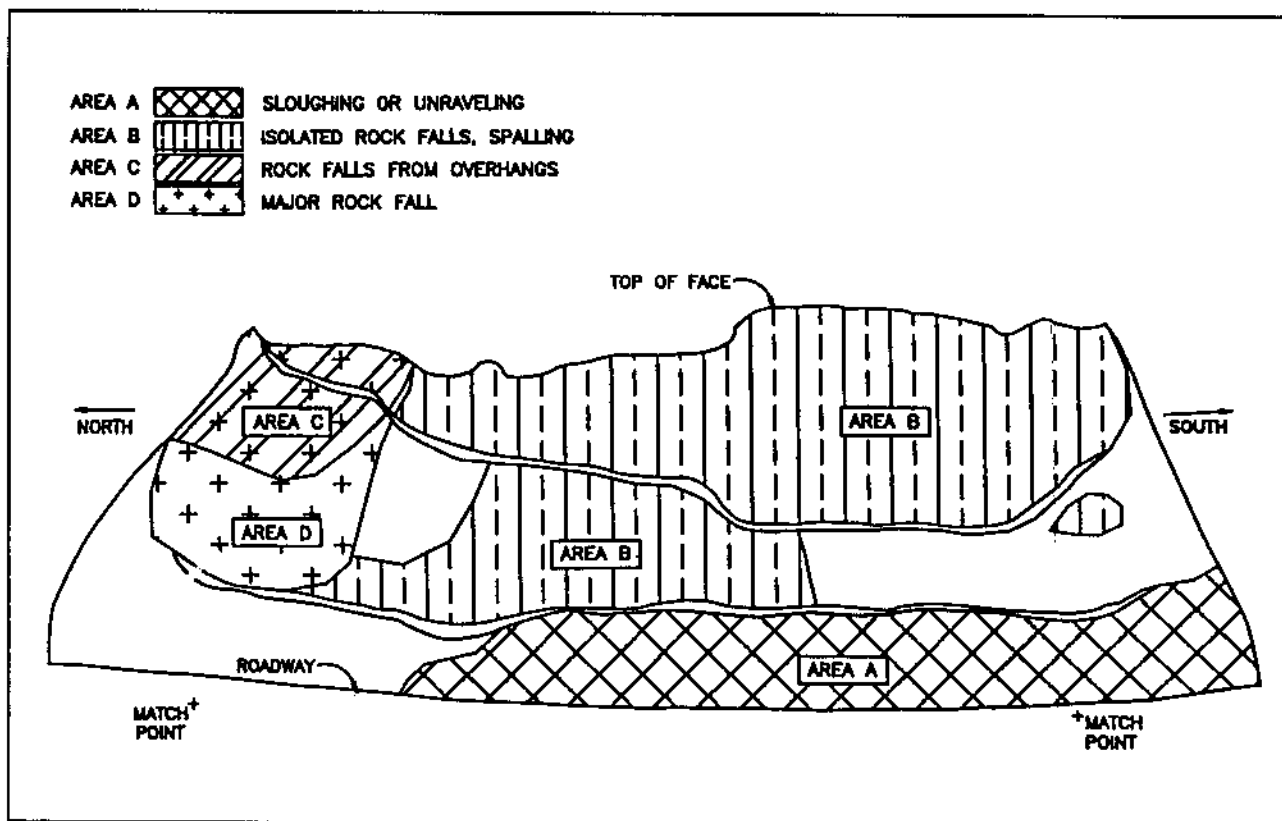 AREA A SLOUGHING OR UNRAVELING
AREA B ISOLATED ROCK FALLS, SPALLING
AREA C ROCK FALLS FROM OVERHANGS
AREA D MAJOR ROCK FALL
TOP OF FACE
NORTH
AREA C
AREA B
SOUTH
AREA D
AREA B
ROADWAY
AREA A
MATCH
POINT
MATCH
POINT